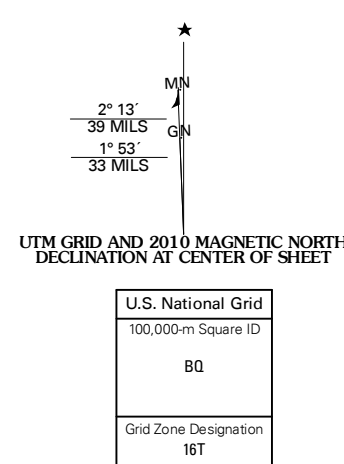 ★
MN
2° 13´
39 MILS
GN
1° 53´
33 MILS
UTM GRID AND 2010 MAGNETIC NORTH
DECLINATION AT CENTER OF SHEET
U.S. National Grid
100,000-m Square ID
BQ
Grid Zone Designation
16T